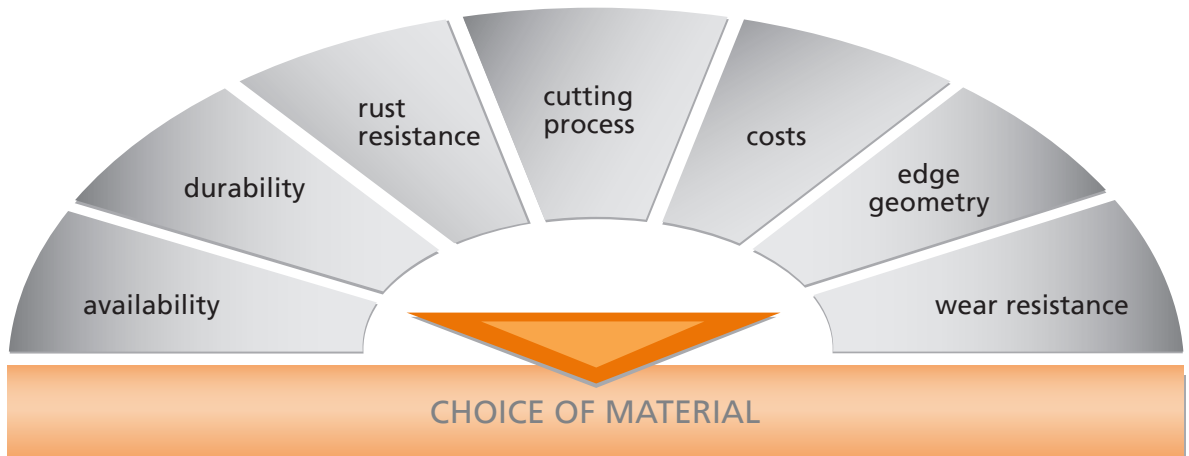 availability
durability
rust
resistance
cutting
process
costs
edge
geometry
wear resistance
CHOICE OF MATERIAL